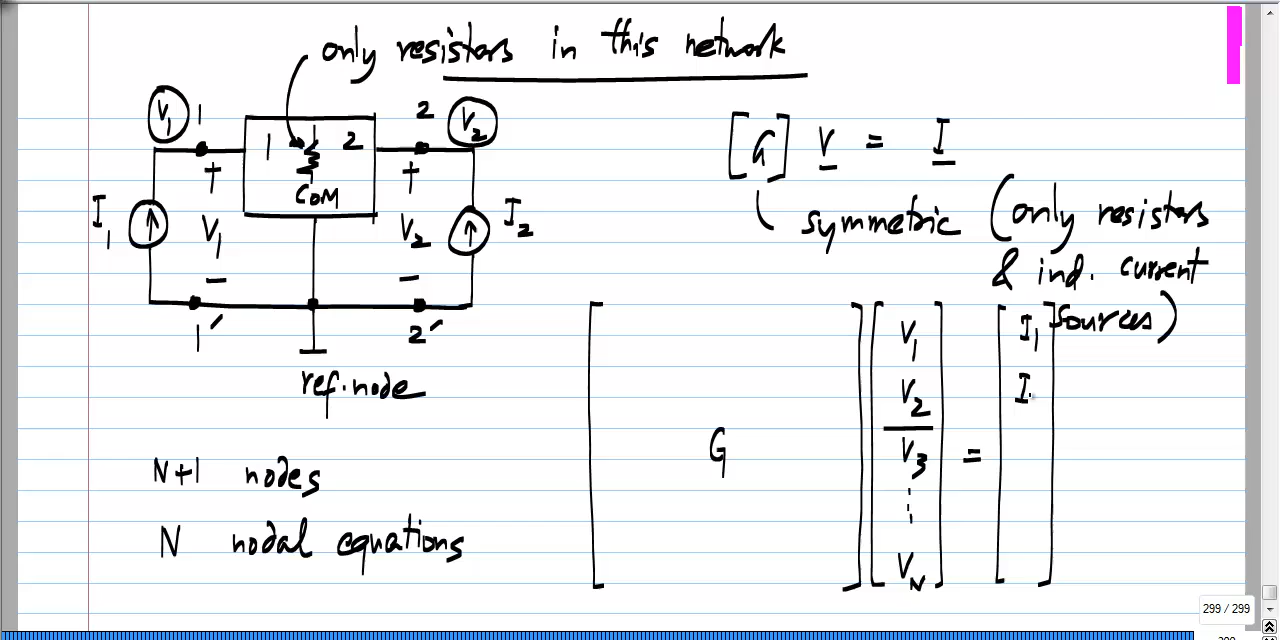 only resistors in this network
V1 1
2 V2
1 2
COM
I1
+
V1
−
+
V2
−
I2
1′
2′
ref. node
N+1 nodes
N nodal equations
[G] V = I
symmetric (only resistors
& ind. current
sources)
G
V1
V2
V3
⋮
VN
=
I1
I
299 / 299